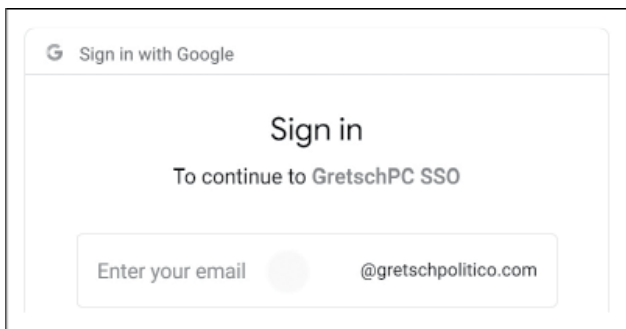 Sign in with Google
Sign in
To continue to GretschPC SSO
Enter your email @gretschpolitico.com